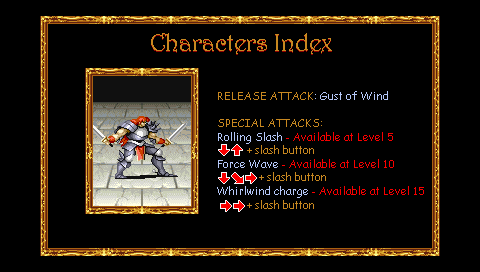 Characters Index
RELEASE ATTACK: Gust of Wind
SPECIAL ATTACKS:
Rolling Slash - Available at Level 5
+ slash button
Force Wave - Available at Level 10
+ slash button
Whirlwind charge - Available at Level 15
+ slash button